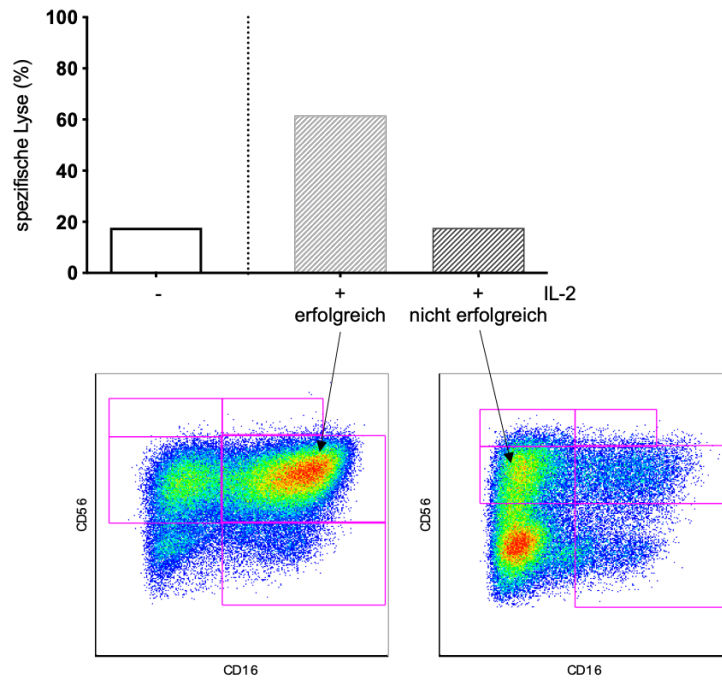 100
80
60
40
20
0
spezifische Lyse (%)
- + + IL-2
erfolgreich nicht erfolgreich
CD56
CD16
CD56
CD16